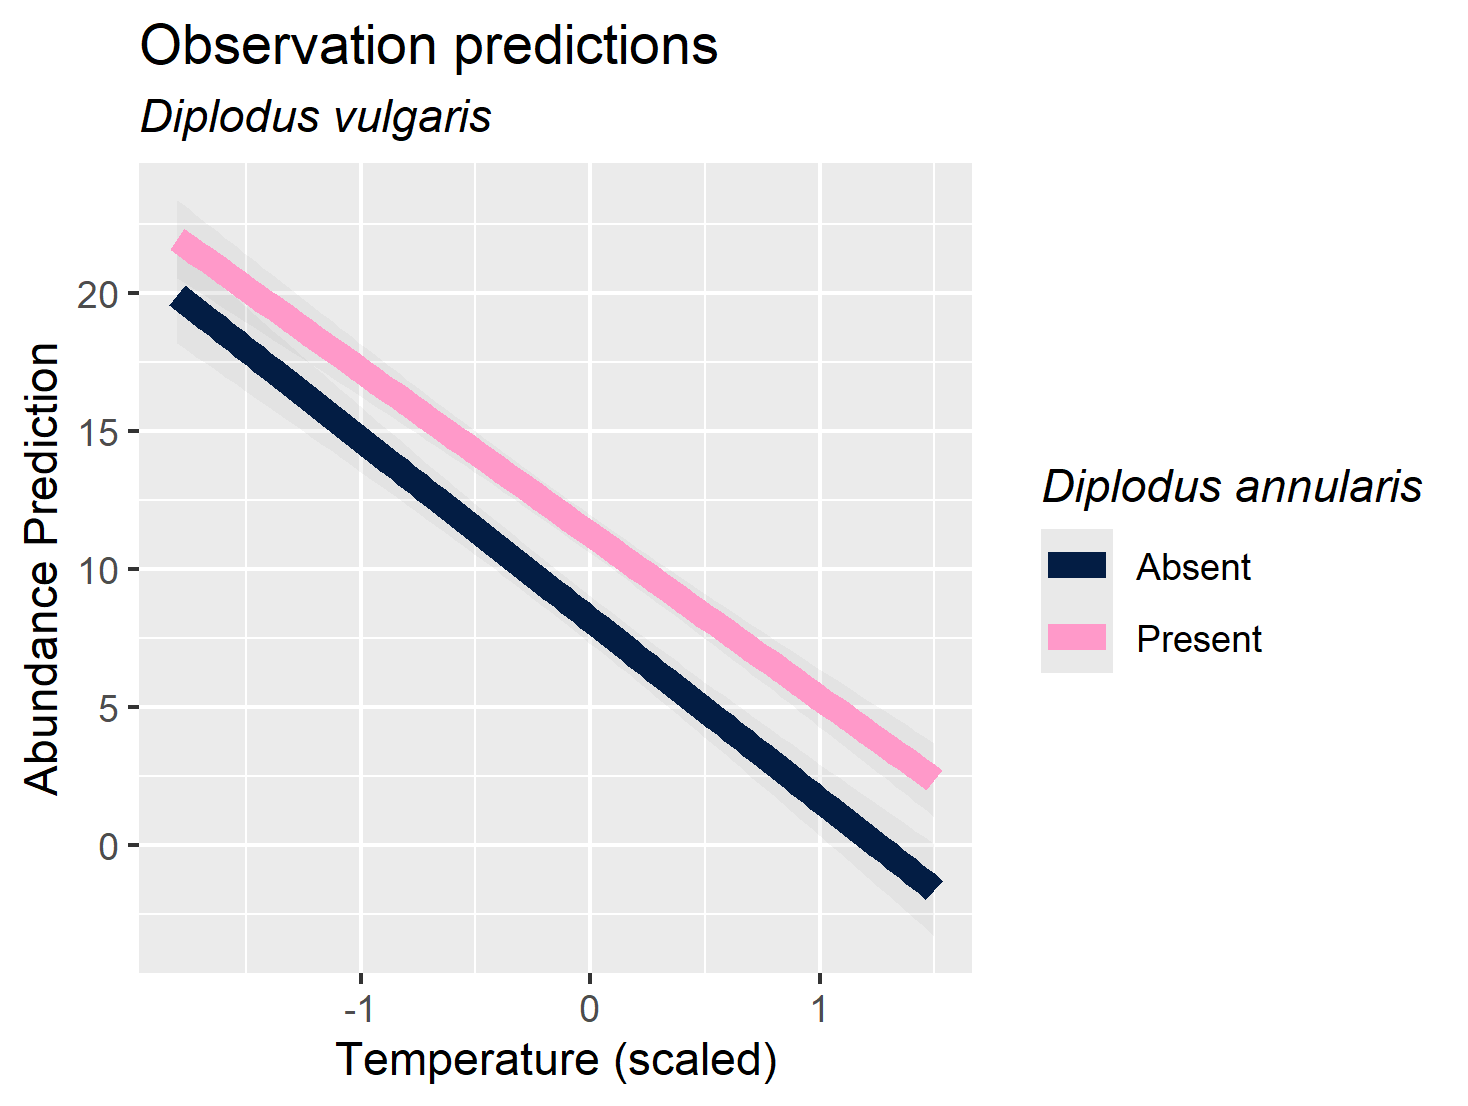 Observation predictions
Diplodus vulgaris
Abundance Prediction
20
15
10
5
0
-1 0 1
Temperature (scaled)
Diplodus annularis
Absent
Present